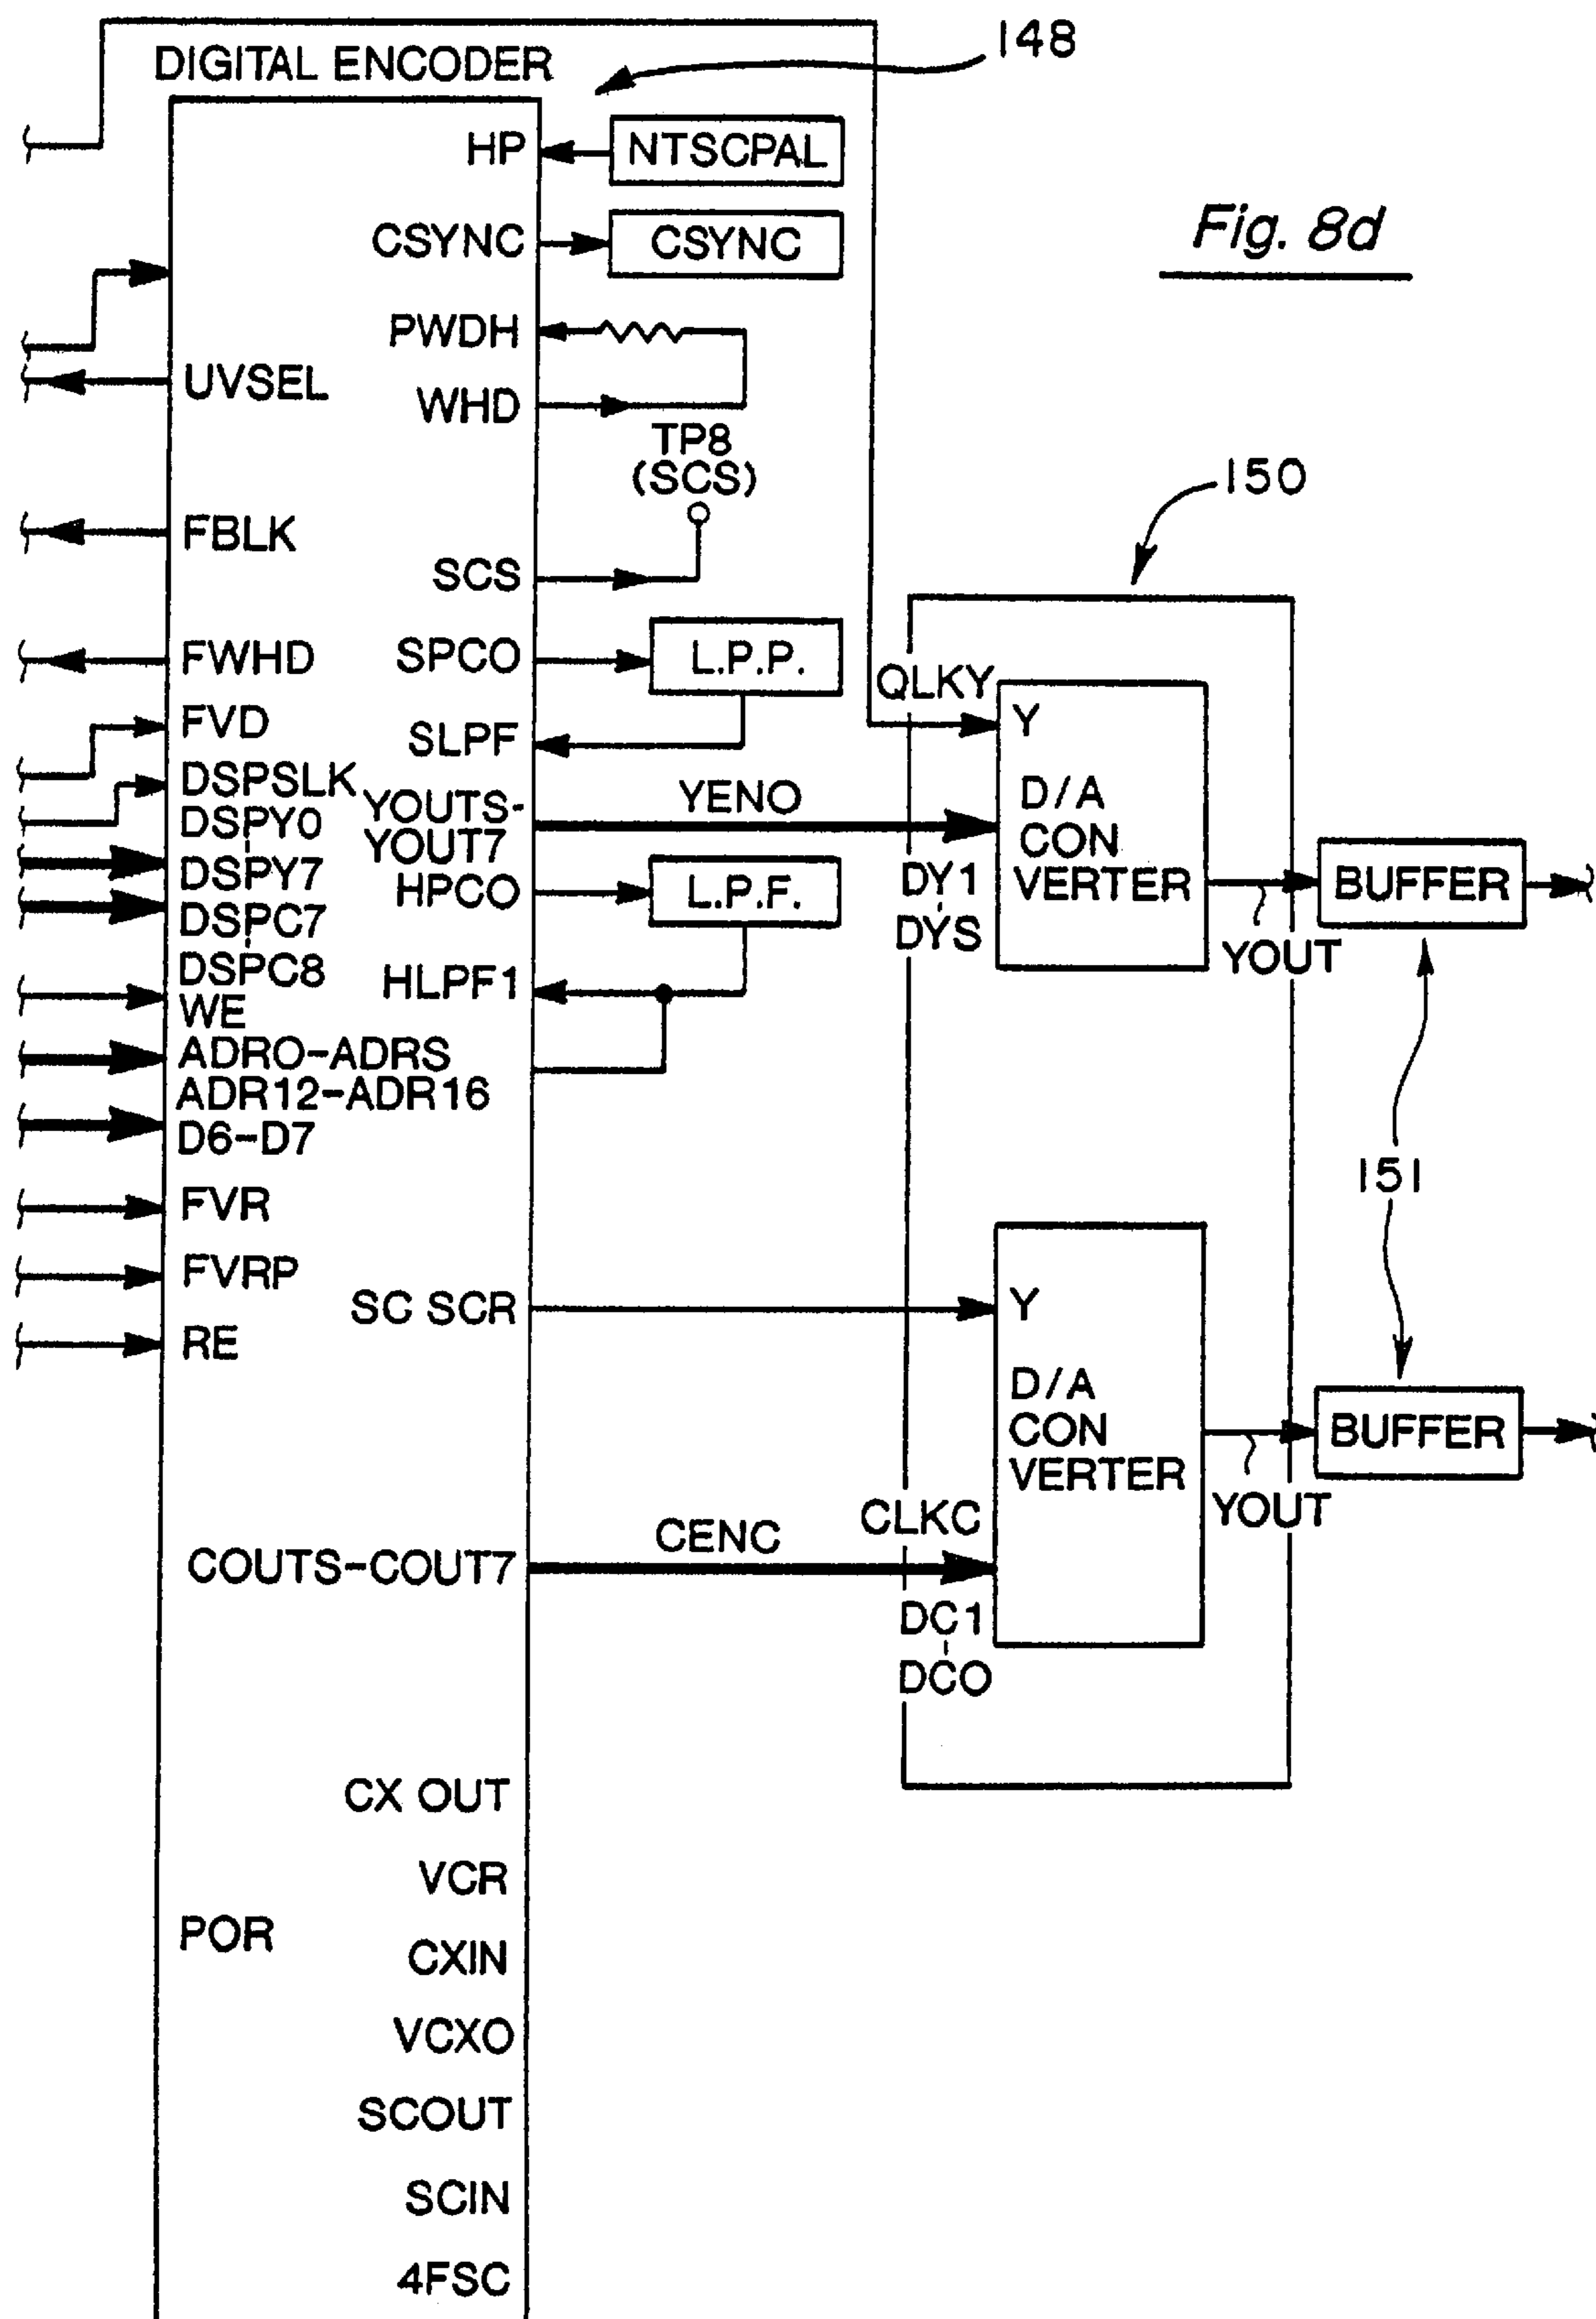 DIGITAL ENCODER
148
Fig. 8d
HP
NTSCPAL
CSYNC
CSYNC
PWDH
UVSEL
WHD
TP8
(SCS)
150
FBLK
SCS
FWHD
SPCO
L.P.P.
QLKY
FVD
SLPF
Y
DSPSLK
DSPY0
YOUTS-
YOUT7
YENO
D/A
CON
VERTER
DSPY7
HPCO
L.P.F.
DY1
DYS
BUFFER
YOUT
DSPC7
DSPC8
HLPF1
WE
ADRO-ADRS
ADR12-ADR16
D6-D7
151
FVR
FVRP
SC SCR
Y
RE
D/A
CON
VERTER
BUFFER
YOUT
CLKC
CENC
COUTS-COUT7
DC1
DCO
CX OUT
VCR
POR
CXIN
VCXO
SCOUT
SCIN
4FSC